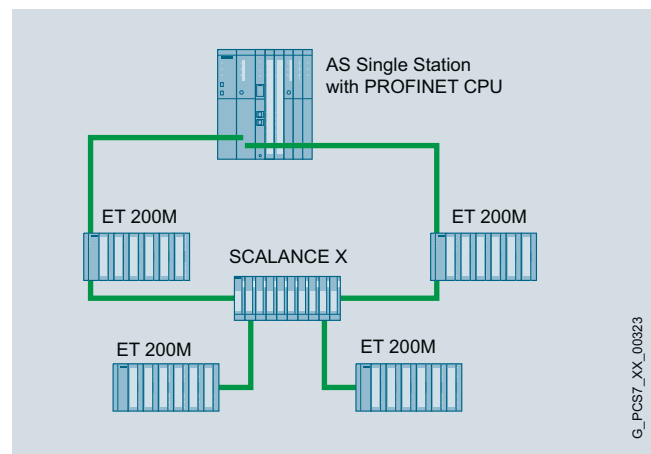 AS Single Station
with PROFINET CPU
ET 200M
ET 200M
SCALANCE X
ET 200M
ET 200M
G_PCS7_XX_00323